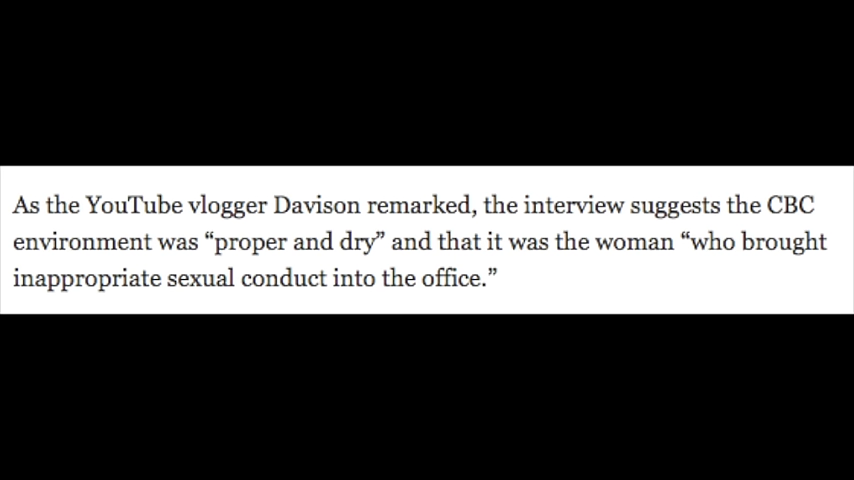 As the YouTube vlogger Davison remarked, the interview suggests the CBC
environment was “proper and dry” and that it was the woman “who brought
inappropriate sexual conduct into the office.”